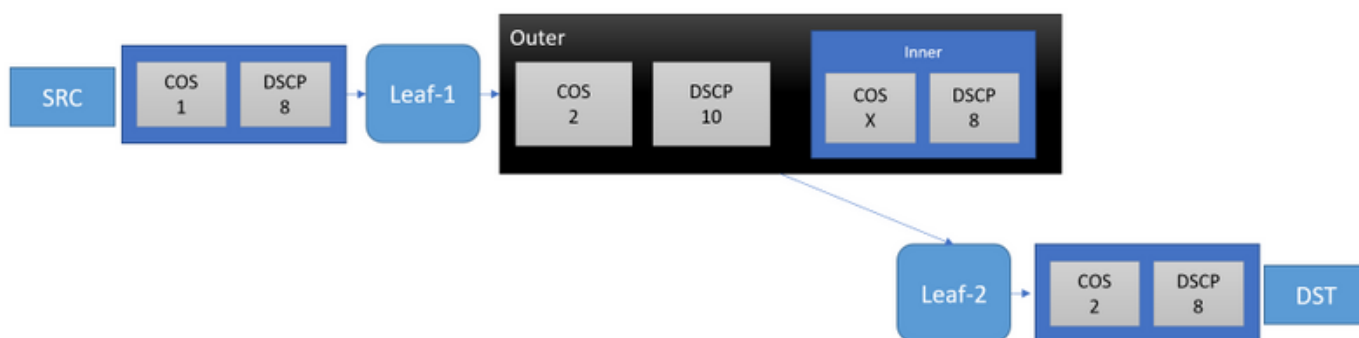 SRC
COS
1
DSCP
8
Leaf-1
Outer
COS
2
DSCP
10
Inner
COS
X
DSCP
8
Leaf-2
COS
2
DSCP
8
DST